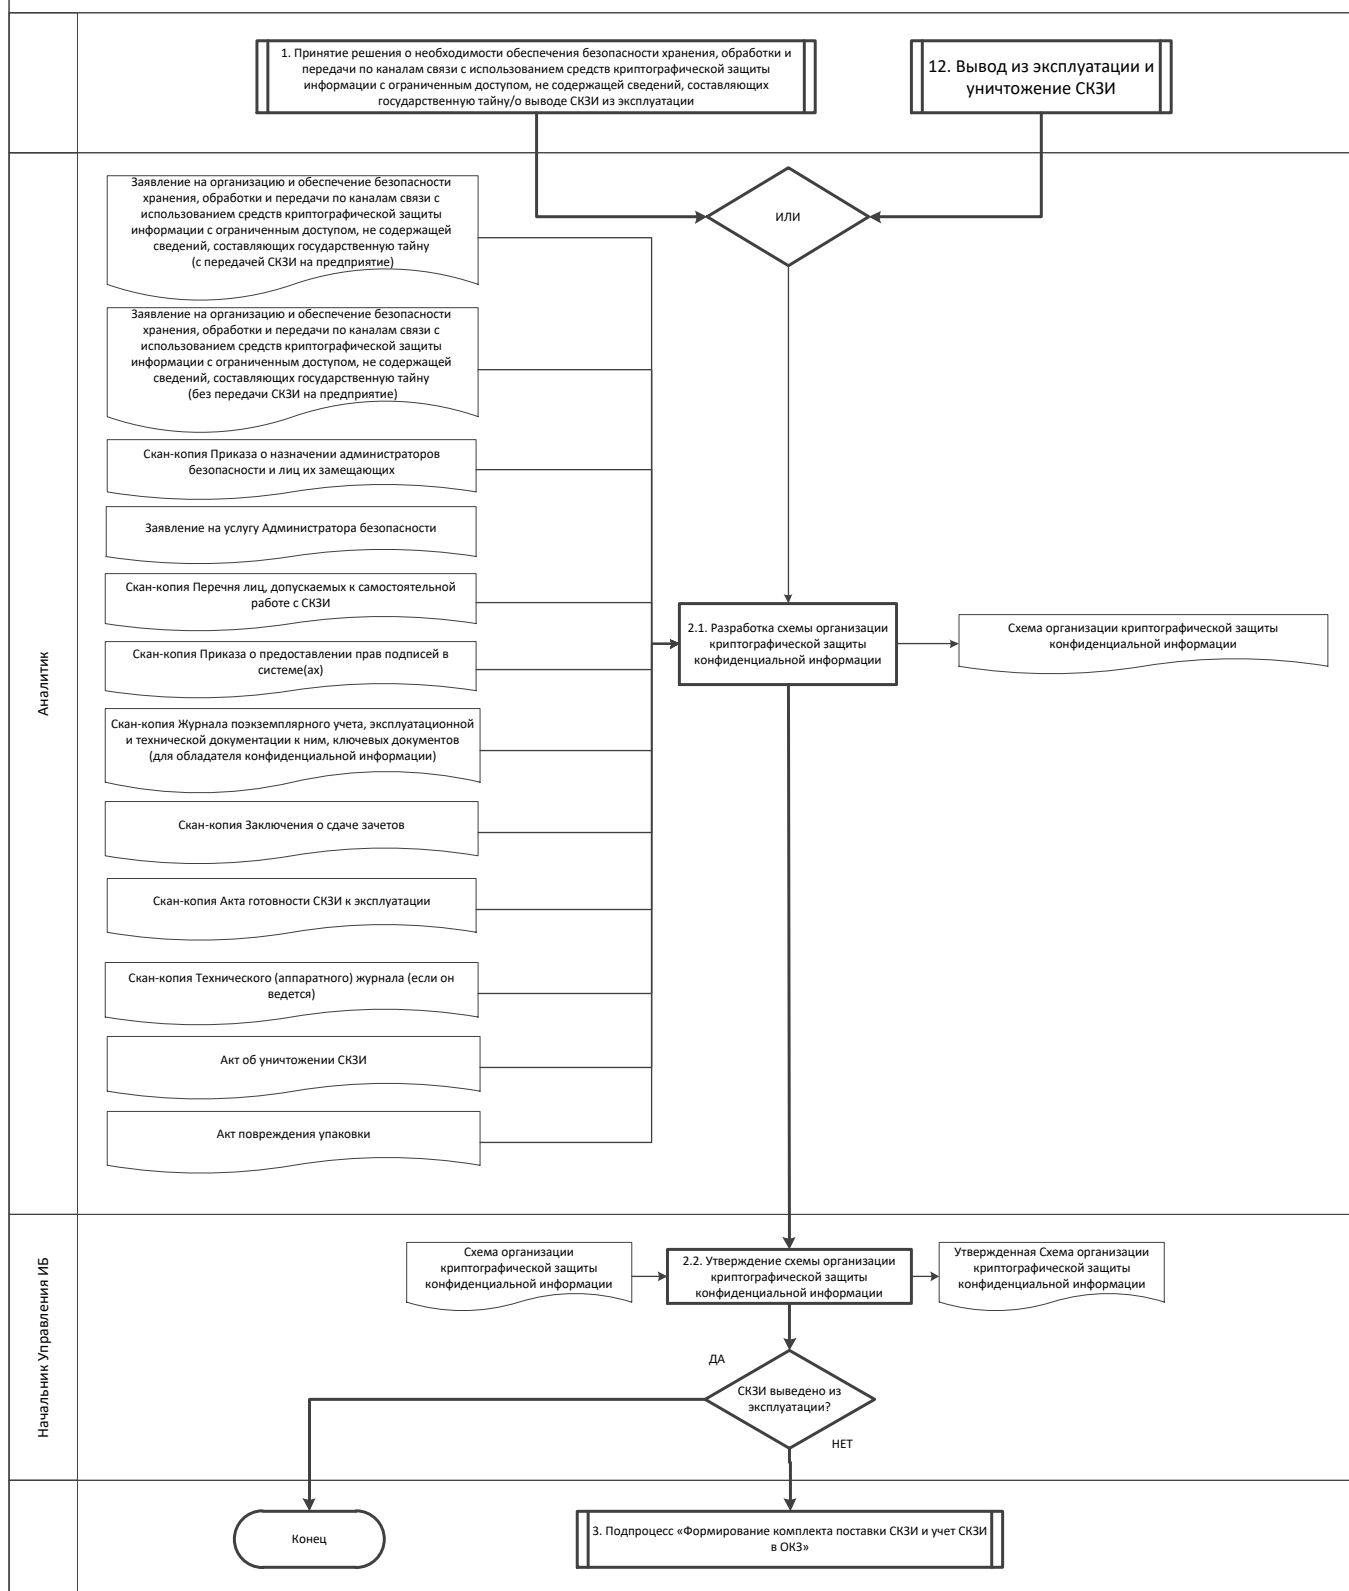 1. Принятие решения о необходимости обеспечения безопасности хранения, обработки и
передачи по каналам связи с использованием средств криптографической защиты
информации с ограниченным доступом, не содержащей сведений, составляющих
государственную тайну/о выводе СКЗИ из эксплуатации
12. Вывод из эксплуатации и
уничтожение СКЗИ
Аналитик
ИЛИ
Заявление на организацию и обеспечение безопасности
хранения, обработки и передачи по каналам связи с
использованием средств криптографической защиты
информации с ограниченным доступом, не содержащей
сведений, составляющих государственную тайну
(с передачей СКЗИ на предприятие)
Заявление на организацию и обеспечение безопасности
хранения, обработки и передачи по каналам связи с
использованием средств криптографической защиты
информации с ограниченным доступом, не содержащей
сведений, составляющих государственную тайну
(без передачи СКЗИ на предприятие)
Скан-копия Приказа о назначении администраторов
безопасности и лиц их замещающих
Заявление на услугу Администратора безопасности
Скан-копия Перечня лиц, допускаемых к самостоятельной
работе с СКЗИ
Скан-копия Приказа о предоставлении прав подписей в
системе(ах)
Скан-копия Журнала поэкземплярного учета, эксплуатационной
и технической документации к ним, ключевых документов
(для обладателя конфиденциальной информации)
Скан-копия Заключения о сдаче зачетов
Скан-копия Акта готовности СКЗИ к эксплуатации
Скан-копия Технического (аппаратного) журнала (если он
ведется)
Акт об уничтожении СКЗИ
Акт повреждения упаковки
2.1. Разработка схемы организации
криптографической защиты
конфиденциальной информации
Схема организации криптографической защиты
конфиденциальной информации
Начальник Управления ИБ
Схема организации
криптографической защиты
конфиденциальной информации
2.2. Утверждение схемы организации
криптографической защиты
конфиденциальной информации
Утвержденная Схема организации
криптографической защиты
конфиденциальной информации
ДА
СКЗИ выведено из
эксплуатации?
НЕТ
Конец
3. Подпроцесс «Формирование комплекта поставки СКЗИ и учет СКЗИ
в ОКЗ»